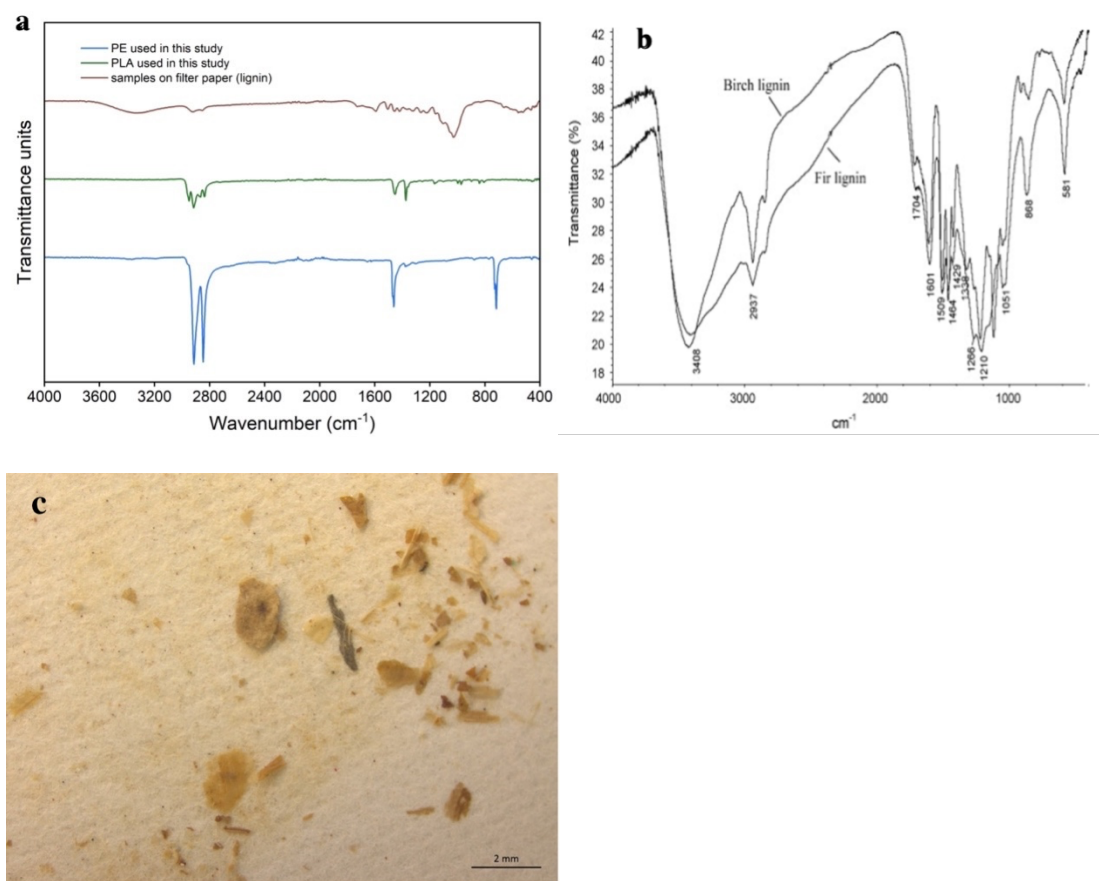 a
PE used in this study
PLA used in this study
samples on filter paper (lignin)
Transmittance units
4000 3600 3200 2800 2400 2000 1600 1200 800 400
Wavenumber (cm-1)
b
42
40
38
36
34
32
30
28
26
24
22
20
18
Transmittance (%)
Birch lignin
Fir lignin
3408
2937
1704
1601
1509
1464
1429
1338
1266
1210
1051
868
581
4000 3000 2000 1000
cm-1
c
2 mm